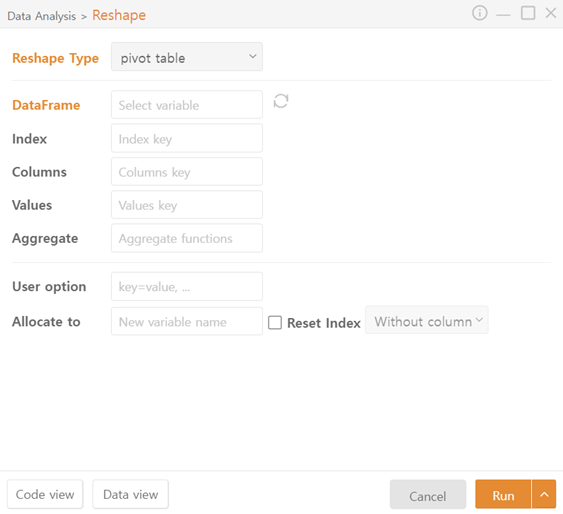 Data Analysis > Reshape
Reshape Type pivot table
DataFrame Select variable
Index Index key
Columns Columns key
Values Values key
Aggregate Aggregate functions
User option key=value, ...
Allocate to New variable name Reset Index Without column
Code view Data view Cancel Run